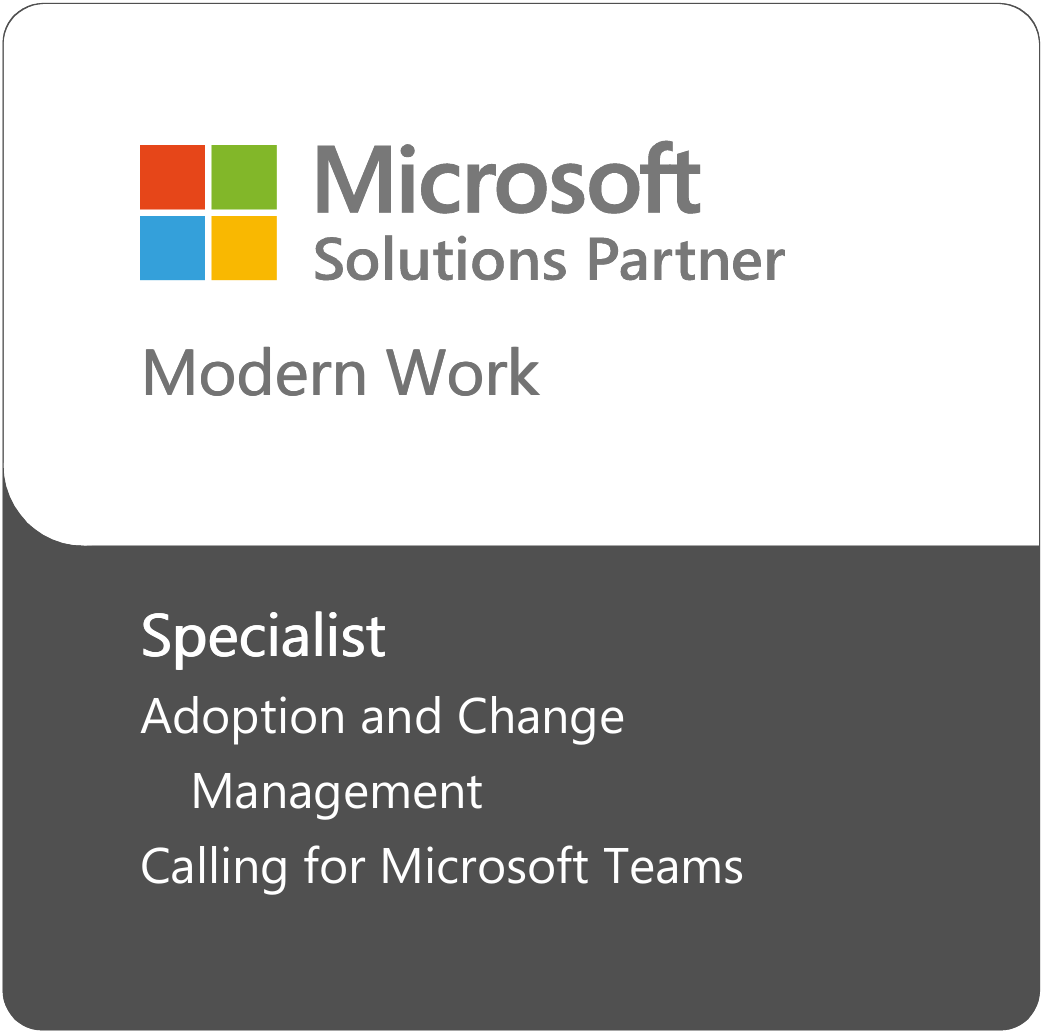 Microsoft
Solutions Partner
Modern Work
Specialist
Adoption and Change
Management
Calling for Microsoft Teams